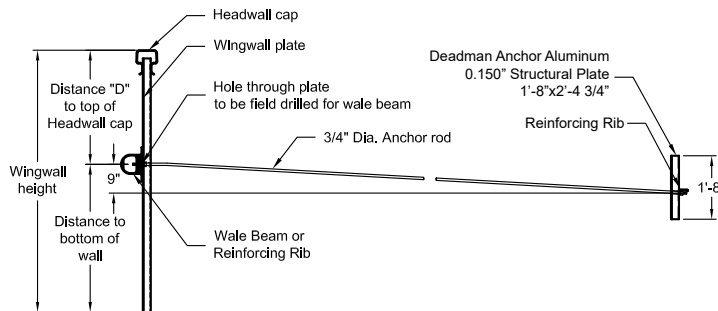 Headwall cap
Wingwall plate
Distance "D"
to top of
Headwall cap
Hole through plate
to be field drilled for wale beam
Deadman Anchor Aluminum
0.150" Structural Plate
1'-8"x2'-4 3/4"
Reinforcing Rib
3/4" Dia. Anchor rod
Wingwall
height
9"
1'-8
Distance to
bottom of
wall
Wale Beam or
Reinforcing Rib